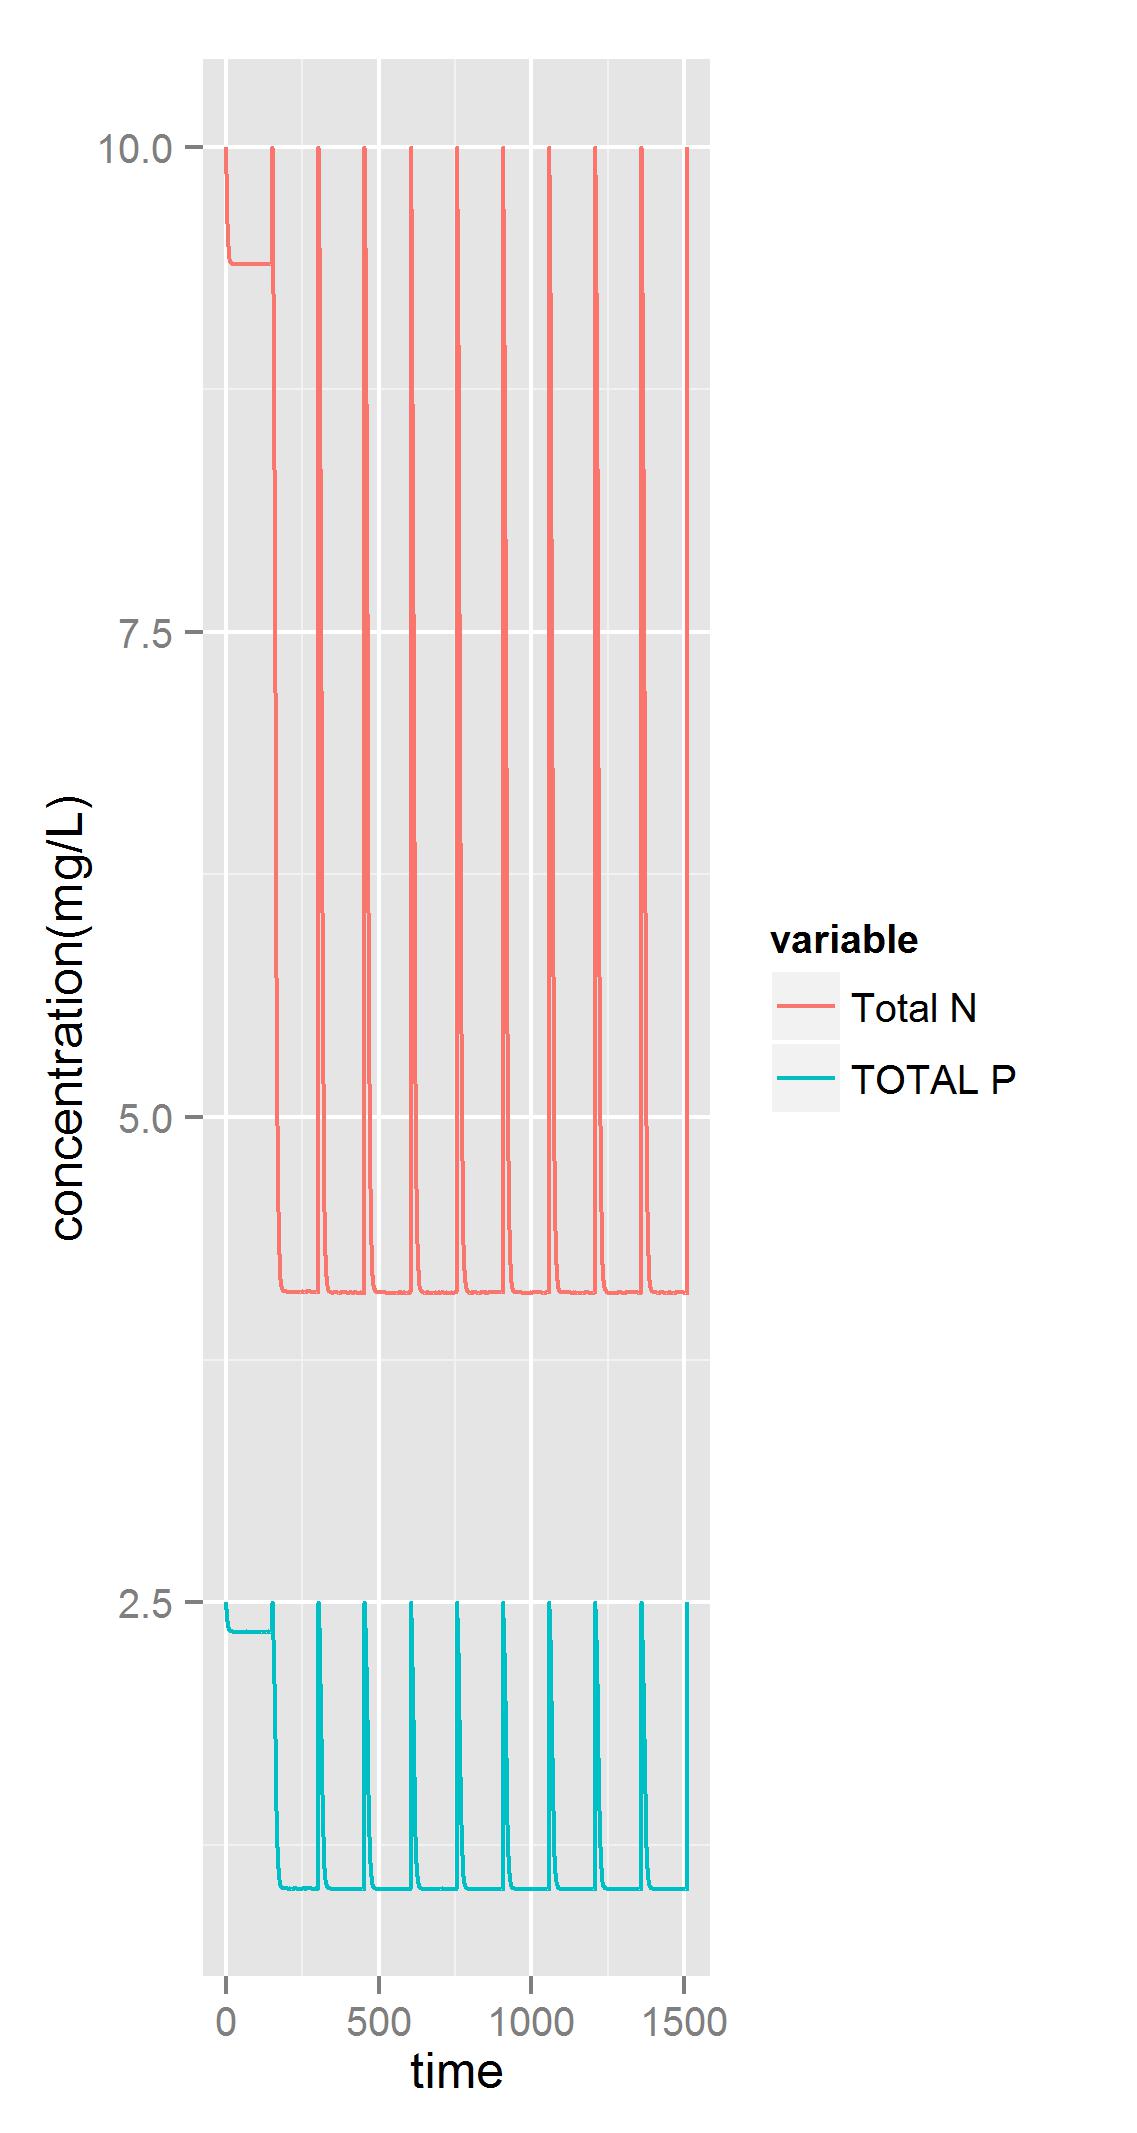 10.0
7.5
5.0
2.5
concentration(mg/L)
0 500 1000 1500
time
variable
Total N
TOTAL P